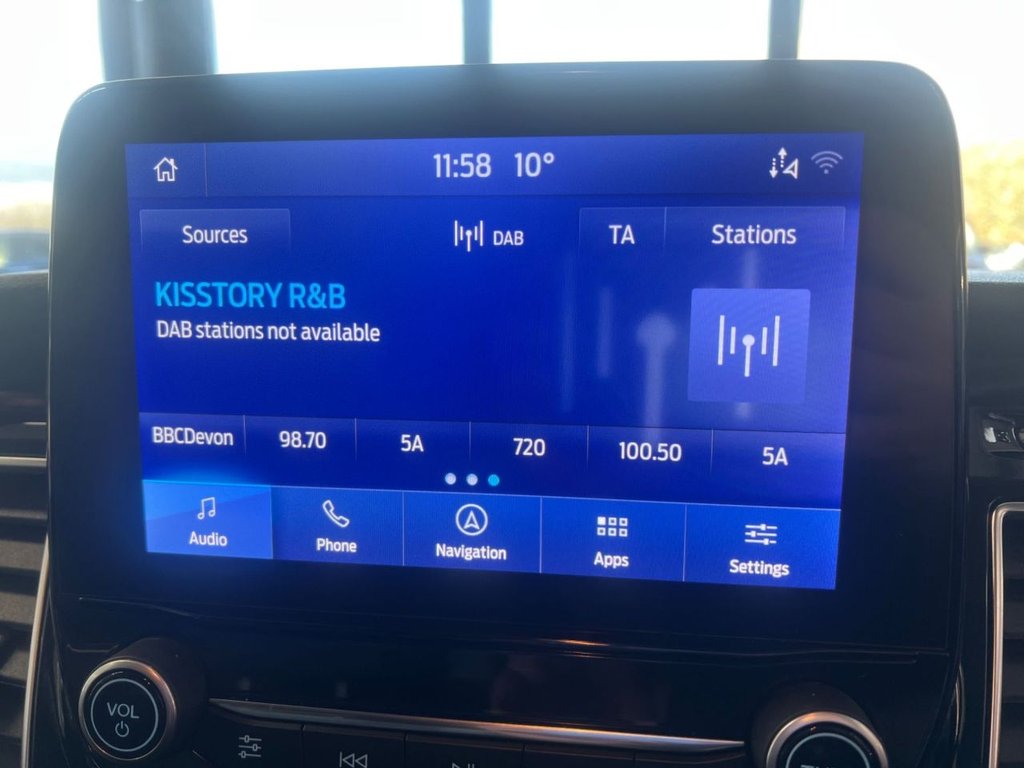 11:58 10°
Sources DAB TA Stations
KISSTORY R&B
DAB stations not available
BBCDevon 98.70 5A 720 100.50 5A
Audio Phone Navigation Apps Settings
VOL